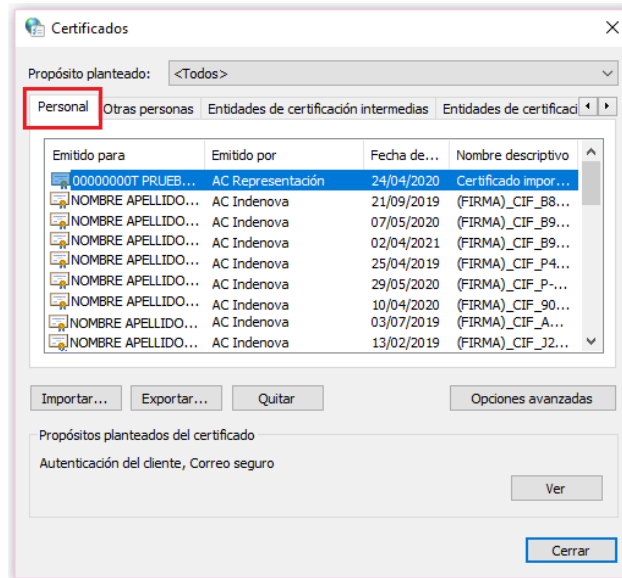 Certificados
Propósito planteado: <Todos>
Personal Otras personas Entidades de certificación intermedias Entidades de certificaci
Emitido para Emitido por Fecha de... Nombre descriptivo
00000000T PRUEB... AC Representación 24/04/2020 Certificado impor...
NOMBRE APELLIDO... AC Indenova 21/09/2019 (FIRMA)_CIF_B8...
NOMBRE APELLIDO... AC Indenova 07/05/2020 (FIRMA)_CIF_B9...
NOMBRE APELLIDO... AC Indenova 02/04/2021 (FIRMA)_CIF_B9...
NOMBRE APELLIDO... AC Indenova 25/04/2019 (FIRMA)_CIF_P4...
NOMBRE APELLIDO... AC Indenova 29/05/2020 (FIRMA)_CIF_P-...
NOMBRE APELLIDO... AC Indenova 10/04/2020 (FIRMA)_CIF_90...
NOMBRE APELLIDO... AC Indenova 03/07/2019 (FIRMA)_CIF_A...
NOMBRE APELLIDO... AC Indenova 13/02/2019 (FIRMA)_CIF_J2...
Importar... Exportar... Quitar Opciones avanzadas
Propósitos planteados del certificado
Autenticación del cliente, Correo seguro
Ver
Cerrar